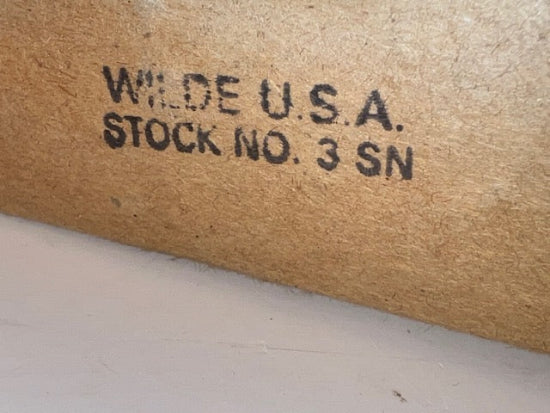 WILDE U.S.A.
STOCK NO. 3 SN